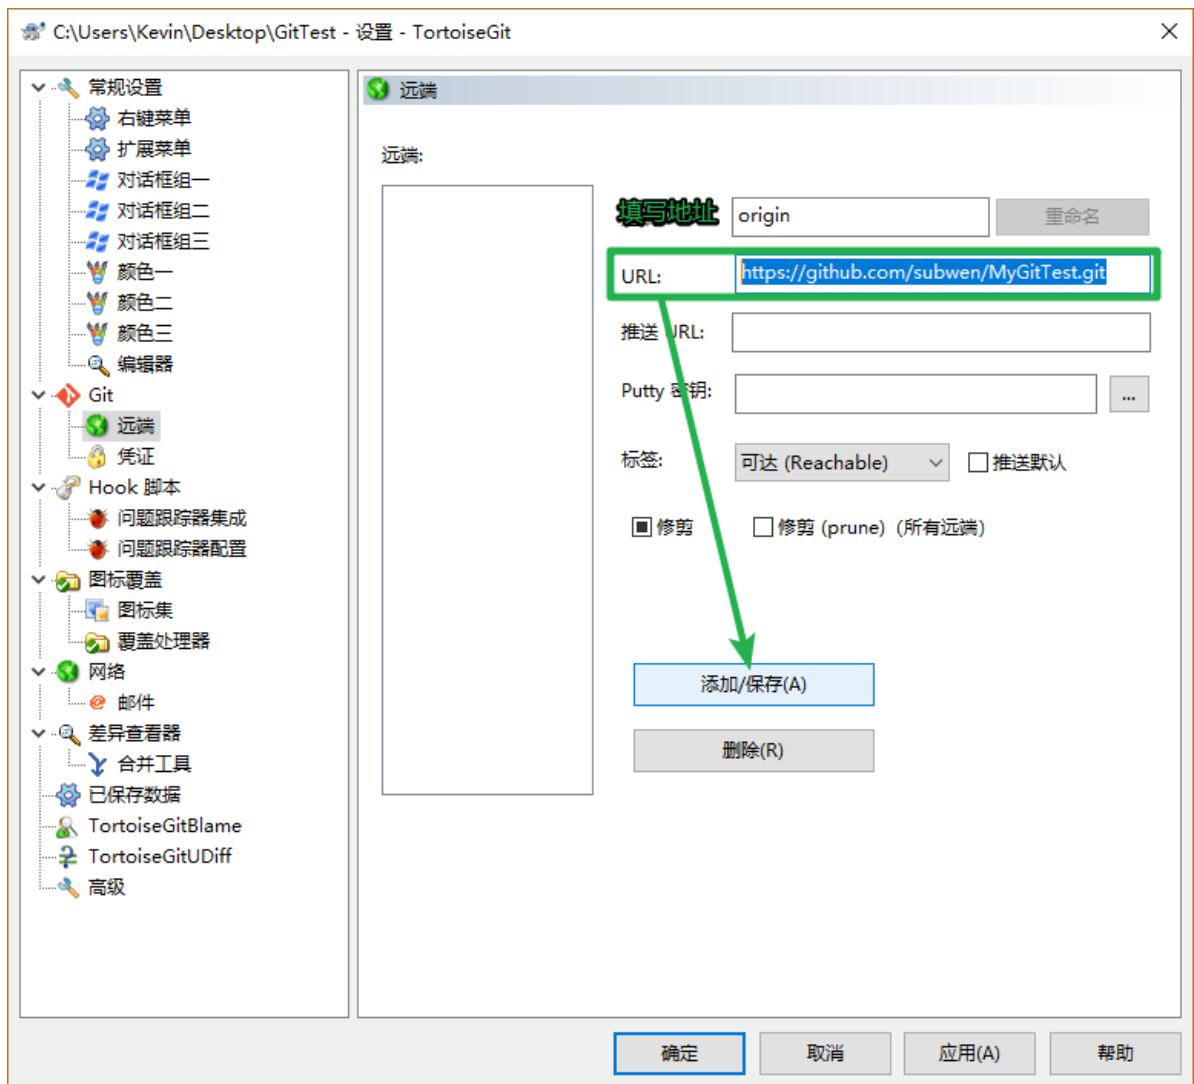 C:\Users\Kevin\Desktop\GitTest - 设置 - TortoiseGit
常规设置
右键菜单
扩展菜单
对话框组一
对话框组二
对话框组三
颜色一
颜色二
颜色三
编辑器
Git
远端
凭证
Hook 脚本
问题跟踪器集成
问题跟踪器配置
图标覆盖
图标集
覆盖处理器
网络
邮件
差异查看器
合并工具
已保存数据
TortoiseGitBlame
TortoiseGitUDiff
高级
远端
远端:
填写地址 origin 重命名
URL: https://github.com/subwen/MyGitTest.git
推送 URL:
Putty 密钥: ...
标签: 可达 (Reachable) 推送默认
修剪 修剪 (prune) (所有远端)
添加/保存(A)
删除(R)
确定 取消 应用(A) 帮助